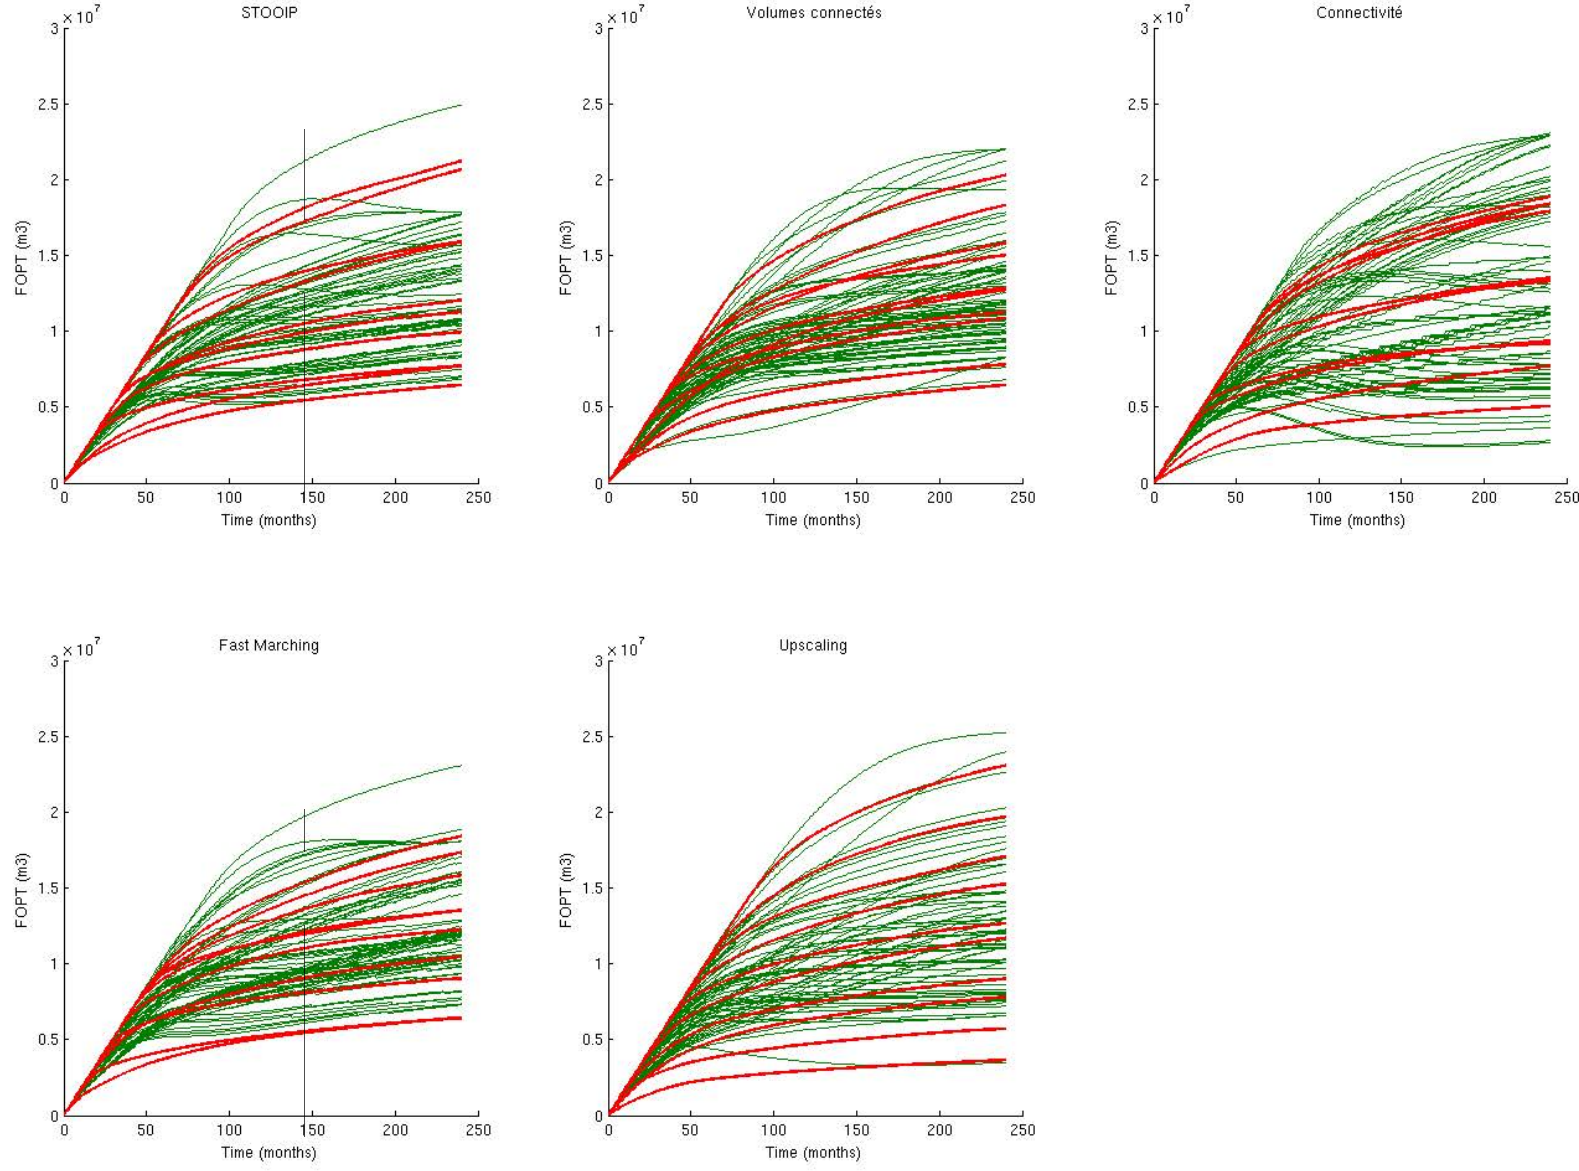 STOOIP
× 10^7
3
2.5
2
1.5
1
0.5
0
FOPT (m3)
0 50 100 150 200 250
Time (months)
Volumes connectés
× 10^7
3
2.5
2
1.5
1
0.5
0
FOPT (m3)
0 50 100 150 200 250
Time (months)
Connectivité
× 10^7
3
2.5
2
1.5
1
0.5
0
FOPT (m3)
0 50 100 150 200 250
Time (months)
Fast Marching
× 10^7
3
2.5
2
1.5
1
0.5
0
FOPT (m3)
0 50 100 150 200 250
Time (months)
Upscaling
× 10^7
3
2.5
2
1.5
1
0.5
0
FOPT (m3)
0 50 100 150 200 250
Time (months)